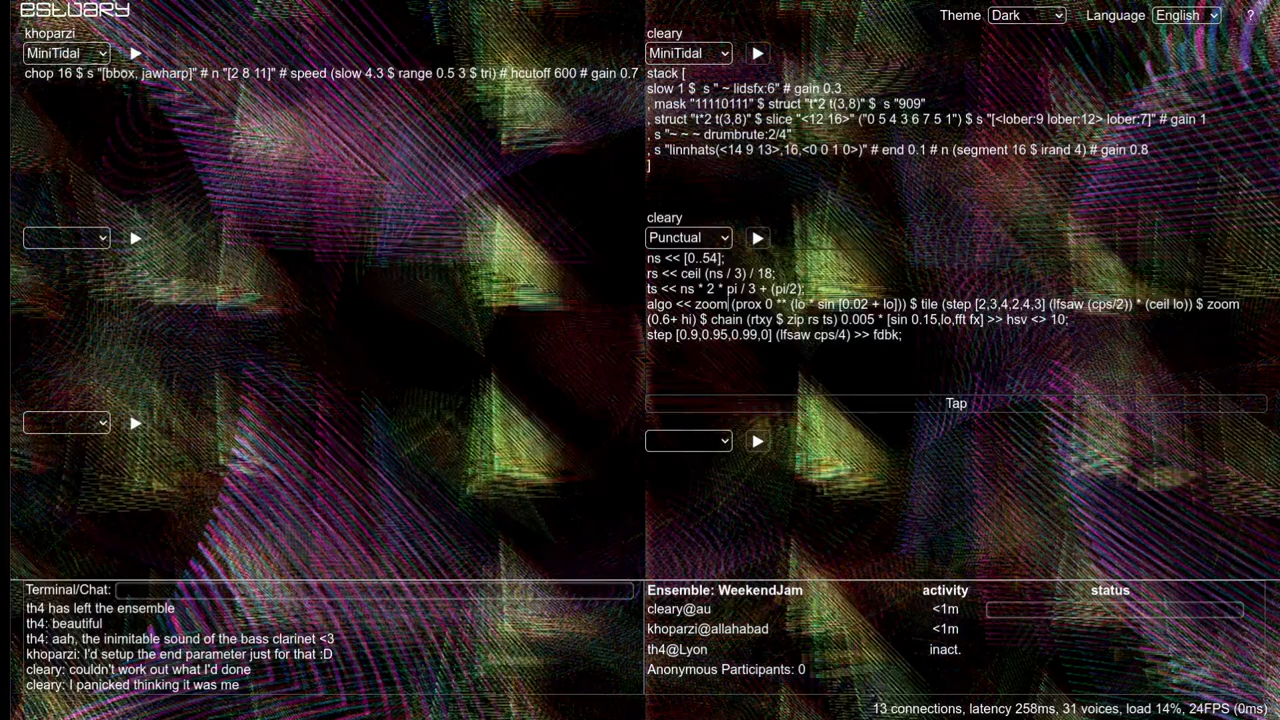 estuary
Theme Dark Language English ?
khoparzi
MiniTidal
chop 16 $ s "[bbox, jawharp]" # n "[2 8 11]" # speed (slow 4.3 $ range 0.5 3 $ tri) # hcutoff 600 # gain 0.7
cleary
MiniTidal
stack [
slow 1 $  s " ~ lidsfx:6" # gain 0.3
, mask "11110111" $ struct "t*2 t(3,8)" $  s "909"
, struct "t*2 t(3,8)" $ slice "<12 16>" ("0 5 4 3 6 7 5 1") $ s "[<lober:9 lober:12> lober:7]" # gain 1
, s "~ ~ ~ drumbrute:2/4"
, s "linnhats(<14 9 13>,16,<0 0 1 0>)" # end 0.1 # n (segment 16 $ irand 4) # gain 0.8
]
cleary
Punctual
ns << [0..54];
rs << ceil (ns / 3) / 18;
ts << ns * 2 * pi / 3 + (pi/2);
algo << zoom (prox 0 ** (lo * sin [0.02 + lo])) $ tile (step [2,3,4,2,4,3] (lfsaw (cps/2)) * (ceil lo)) $ zoom
(0.6+ hi) $ chain (rtxy $ zip rs ts) 0.005 * [sin 0.15,lo,fft fx] >> hsv <> 10;
step [0.9,0.95,0.99,0] (lfsaw cps/4) >> fdbk;
Tap
Terminal/Chat:
th4 has left the ensemble
th4: beautiful
th4: aah, the inimitable sound of the bass clarinet <3
khoparzi: I'd setup the end parameter just for that :D
cleary: couldn't work out what I'd done
cleary: I panicked thinking it was me
Ensemble: WeekendJam activity status
cleary@au <1m
khoparzi@allahabad <1m
th4@Lyon inact.
Anonymous Participants: 0
13 connections, latency 258ms, 31 voices, load 14%, 24FPS (0ms)